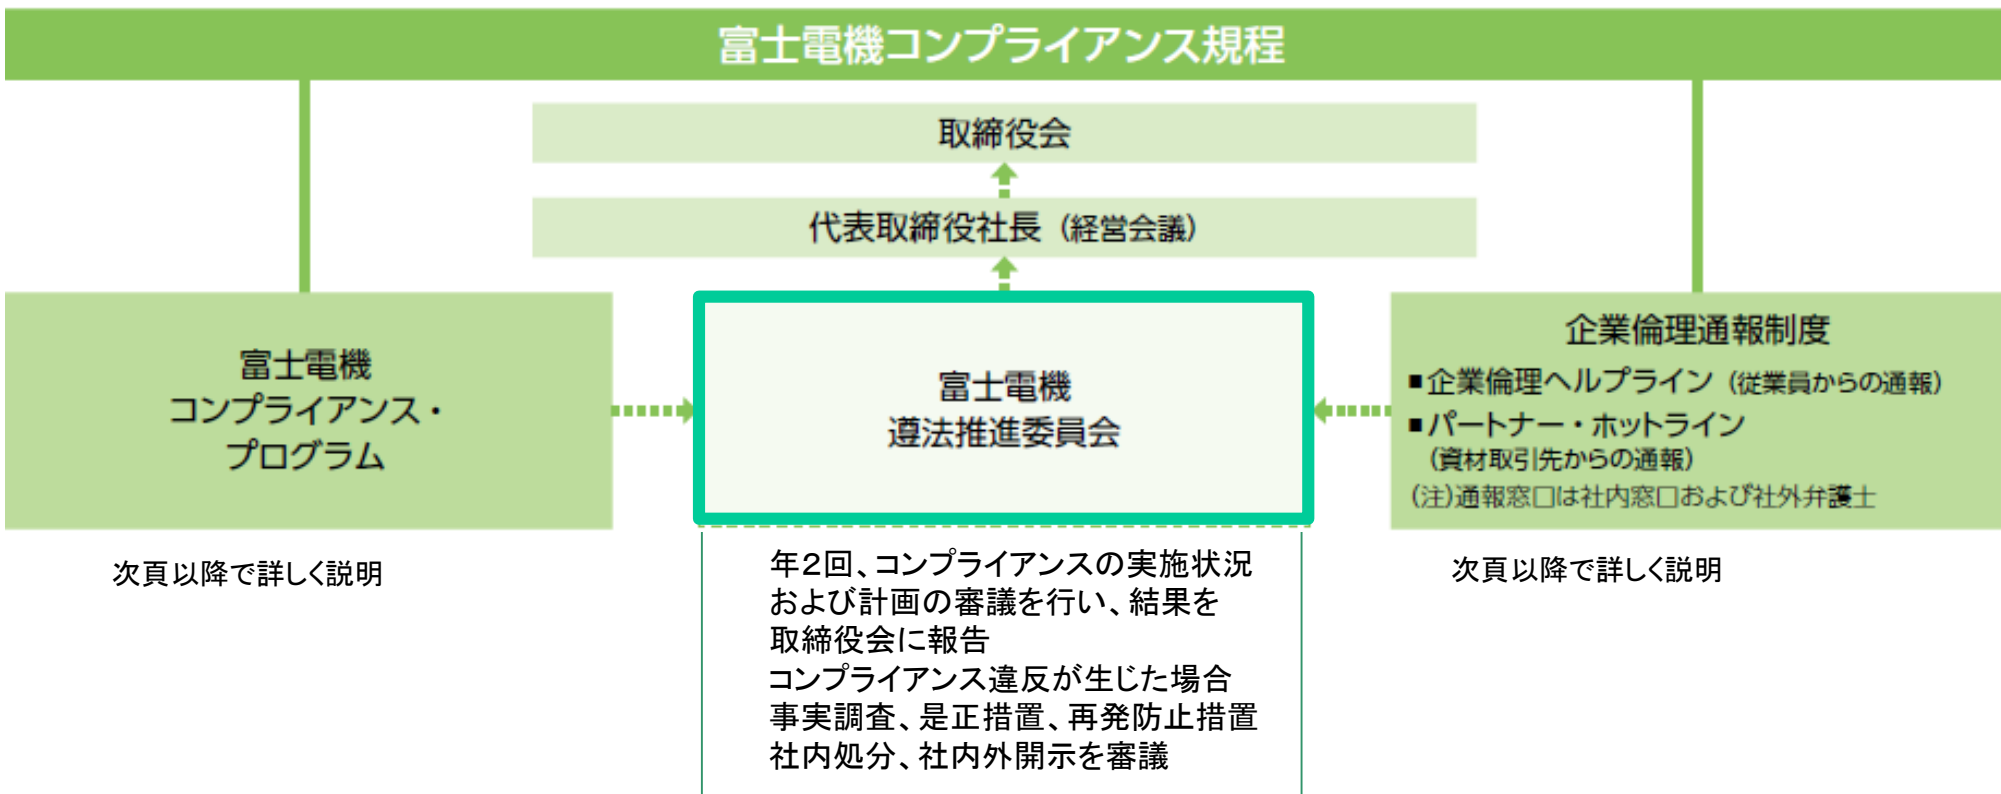 富士電機コンプライアンス規程
取締役会
代表取締役社長（経営会議）
富士電機
コンプライアンス・
プログラム
次頁以降で詳しく説明
富士電機
遵法推進委員会
年2回、コンプライアンスの実施状況
および計画の審議を行い、結果を
取締役会に報告
コンプライアンス違反が生じた場合
事実調査、是正措置、再発防止措置
社内処分、社内外開示を審議
企業倫理通報制度
■企業倫理ヘルプライン（従業員からの通報）
■パートナー・ホットライン
（資材取引先からの通報）
（注）通報窓口は社内窓口および社外弁護士
次頁以降で詳しく説明